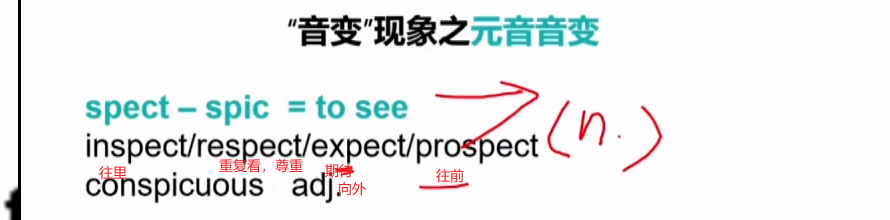 “音变”现象之元音音变
spect – spic = to see
inspect/respect/expect/prospect (n.)
往里 重复看，尊重 期待 往前
conspicuous adj. 向外